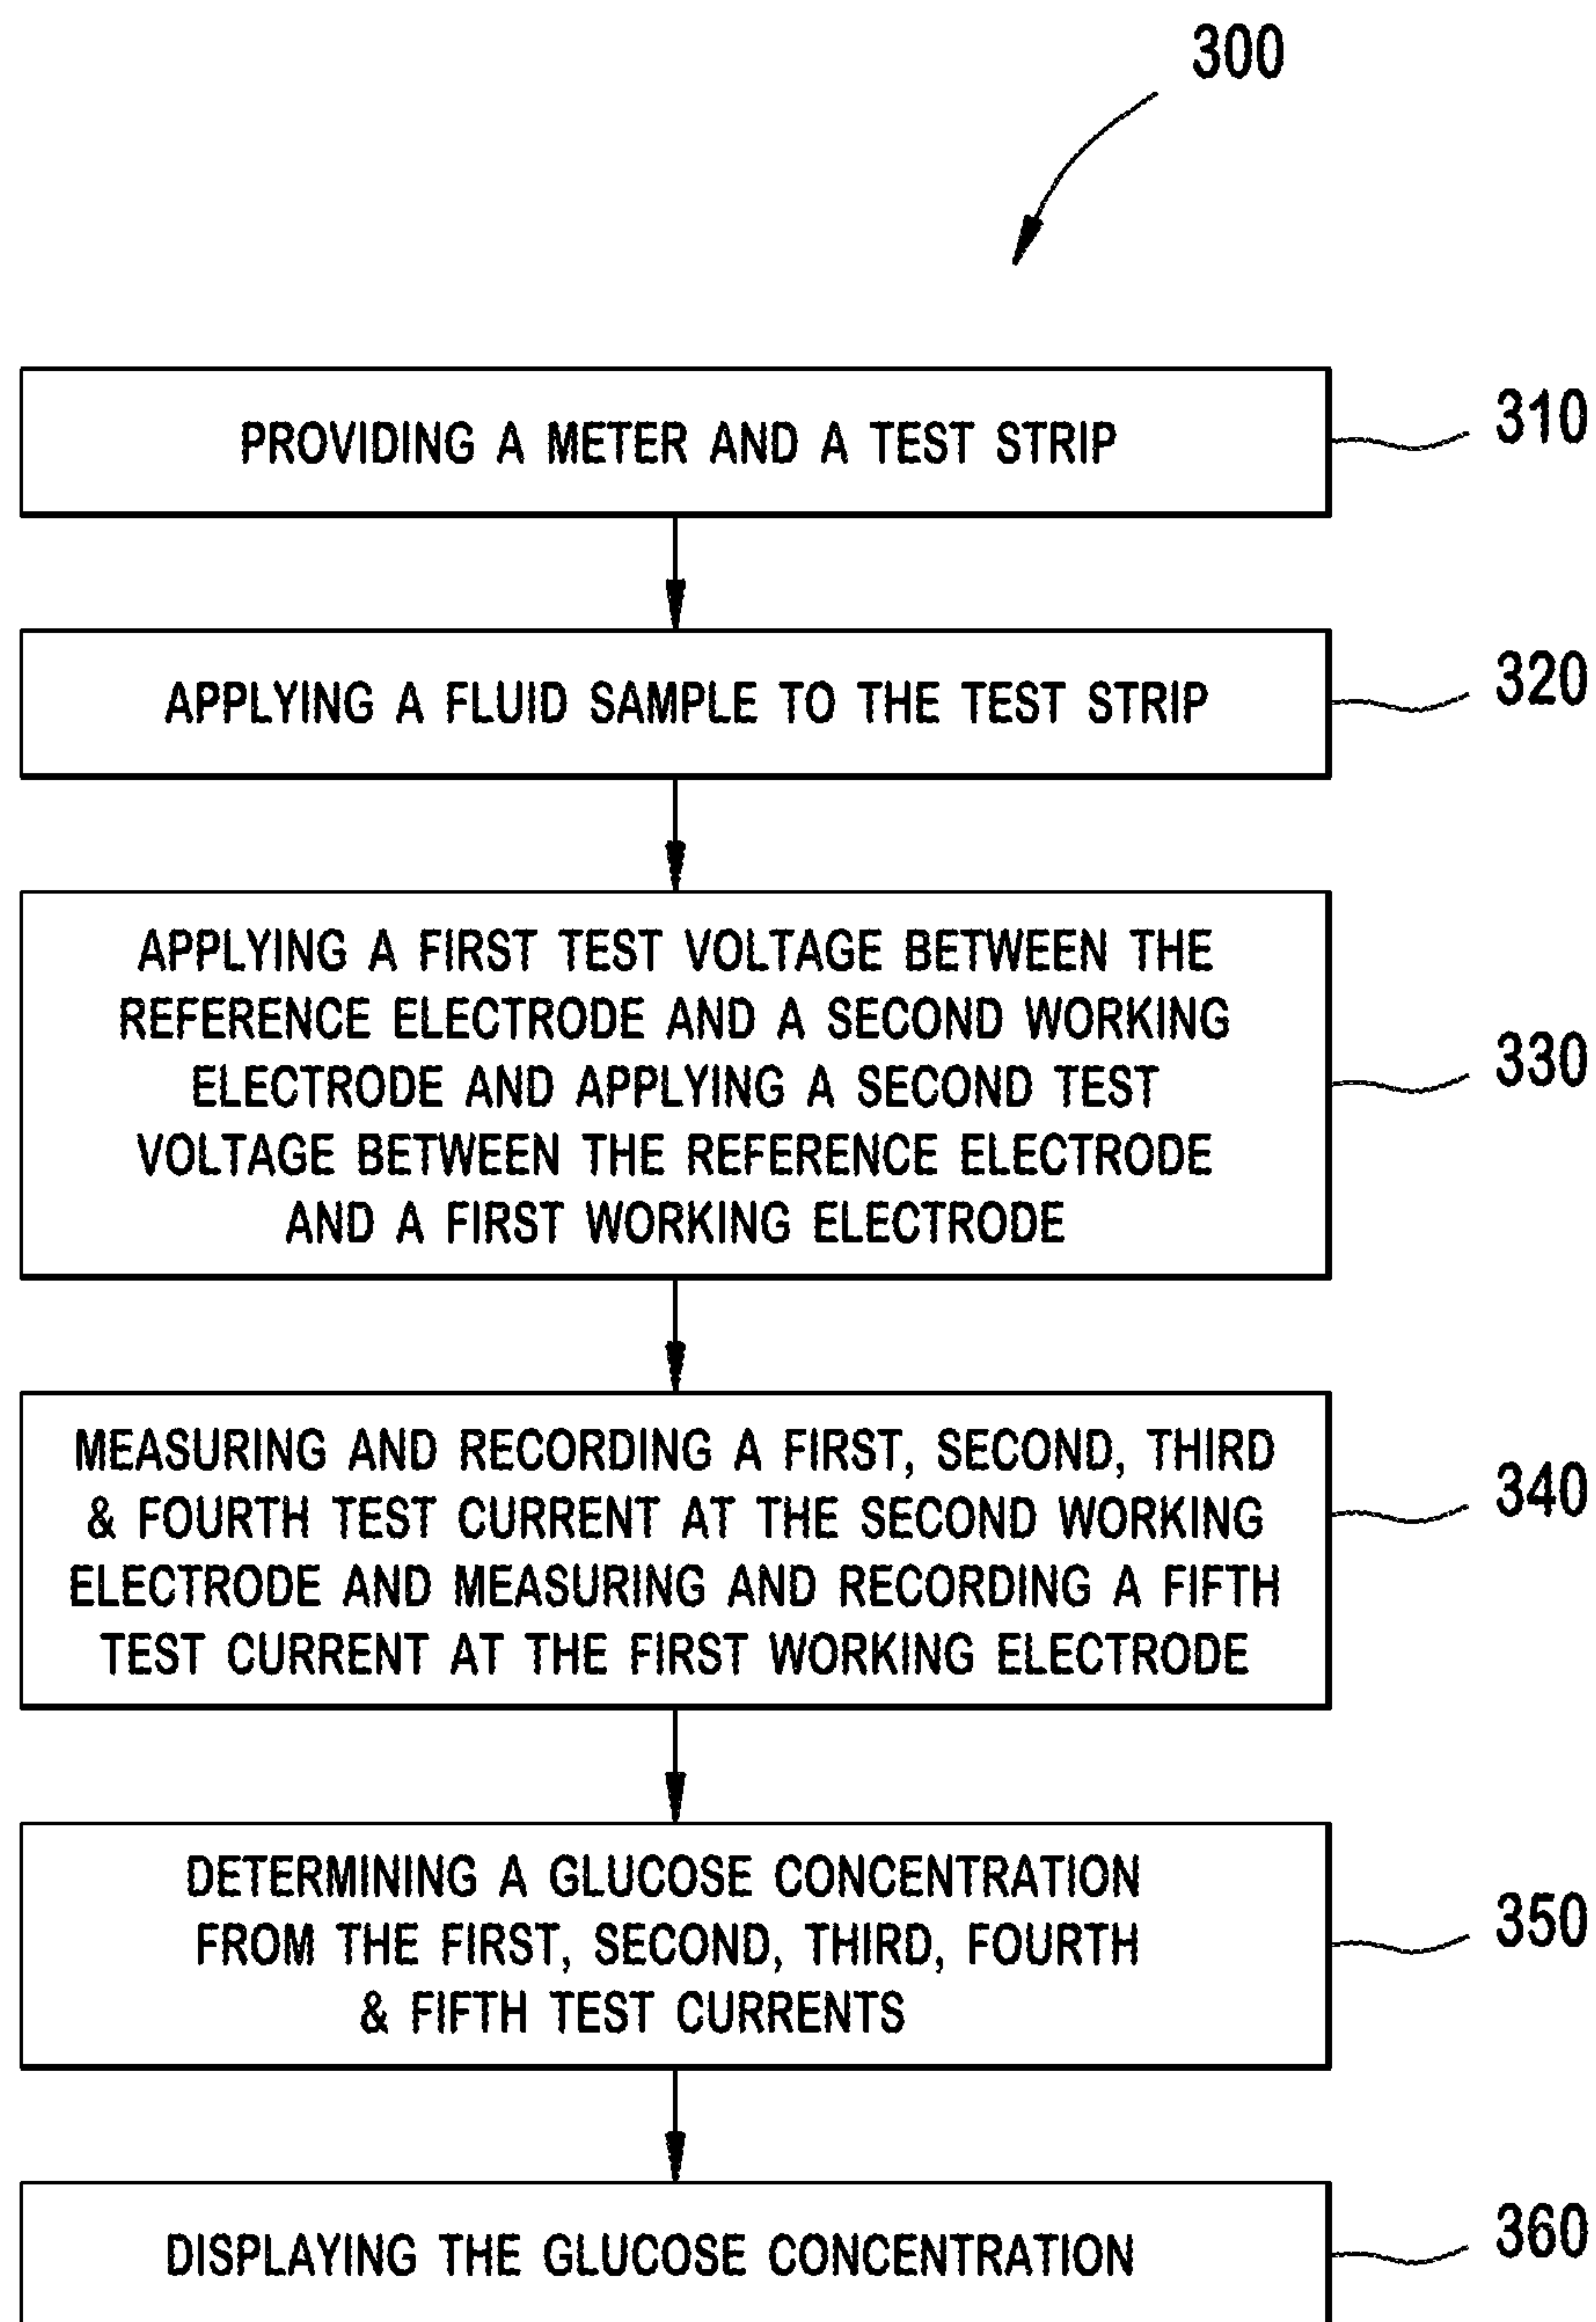 300
PROVIDING A METER AND A TEST STRIP
310
APPLYING A FLUID SAMPLE TO THE TEST STRIP
320
APPLYING A FIRST TEST VOLTAGE BETWEEN THE
REFERENCE ELECTRODE AND A SECOND WORKING
ELECTRODE AND APPLYING A SECOND TEST
VOLTAGE BETWEEN THE REFERENCE ELECTRODE
AND A FIRST WORKING ELECTRODE
330
MEASURING AND RECORDING A FIRST, SECOND, THIRD
& FOURTH TEST CURRENT AT THE SECOND WORKING
ELECTRODE AND MEASURING AND RECORDING A FIFTH
TEST CURRENT AT THE FIRST WORKING ELECTRODE
340
DETERMINING A GLUCOSE CONCENTRATION
FROM THE FIRST, SECOND, THIRD, FOURTH
& FIFTH TEST CURRENTS
350
DISPLAYING THE GLUCOSE CONCENTRATION
360